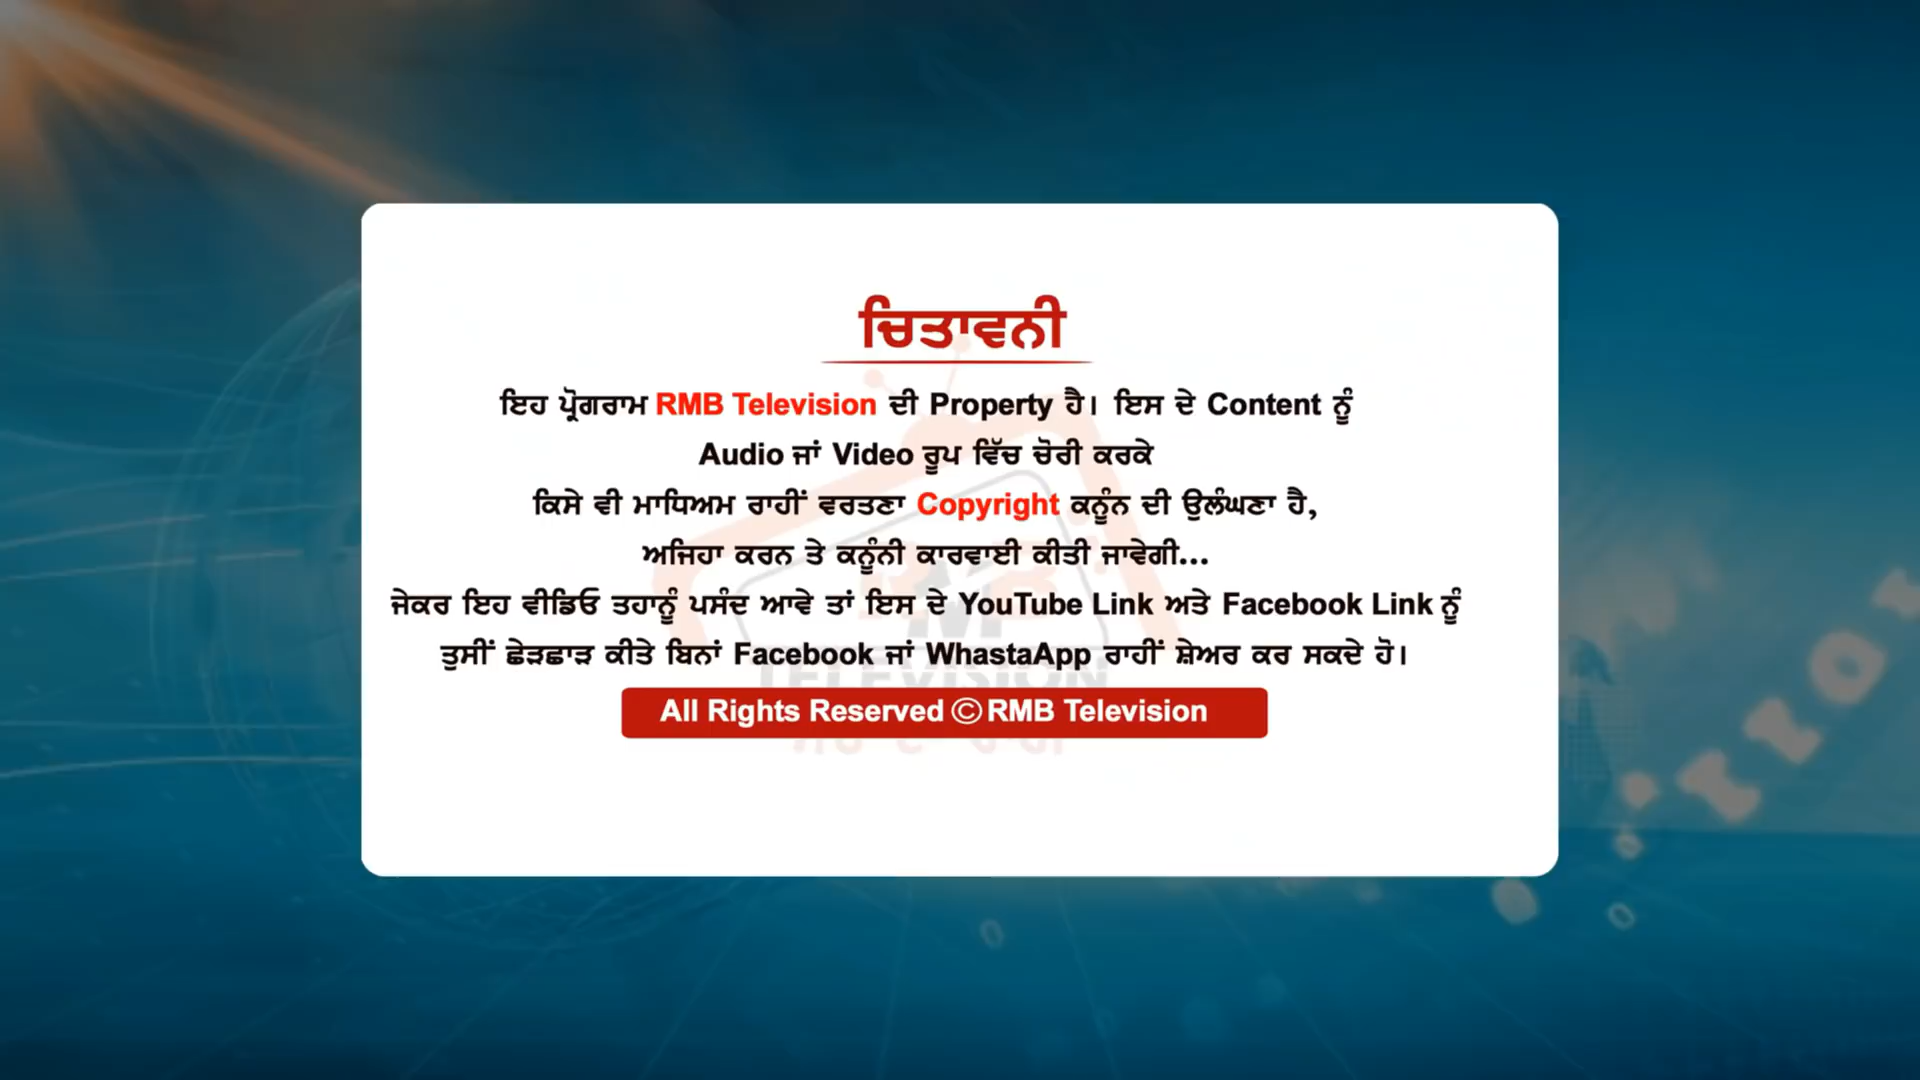 ਚਿਤਾਵਨੀ
ਇਹ ਪ੍ਰੋਗਰਾਮ RMB Television ਦੀ Property ਹੈ। ਇਸ ਦੇ Content ਨੂੰ
Audio ਜਾਂ Video ਰੂਪ ਵਿੱਚ ਚੋਰੀ ਕਰਕੇ
ਕਿਸੇ ਵੀ ਮਾਧਿਅਮ ਰਾਹੀਂ ਵਰਤਣਾ Copyright ਕਨੂੰਨ ਦੀ ਉਲੰਘਣਾ ਹੈ,
ਅਜਿਹਾ ਕਰਨ ਤੇ ਕਨੂੰਨੀ ਕਾਰਵਾਈ ਕੀਤੀ ਜਾਵੇਗੀ...
ਜੇਕਰ ਇਹ ਵੀਡਿਓ ਤਹਾਨੂੰ ਪਸੰਦ ਆਵੇ ਤਾਂ ਇਸ ਦੇ YouTube Link ਅਤੇ Facebook Link ਨੂੰ
ਤੁਸੀਂ ਛੇੜਛਾੜ ਕੀਤੇ ਬਿਨਾਂ Facebook ਜਾਂ WhastaApp ਰਾਹੀਂ ਸ਼ੇਅਰ ਕਰ ਸਕਦੇ ਹੋ।
TELEVISION
All Rights Reserved © RMB Television